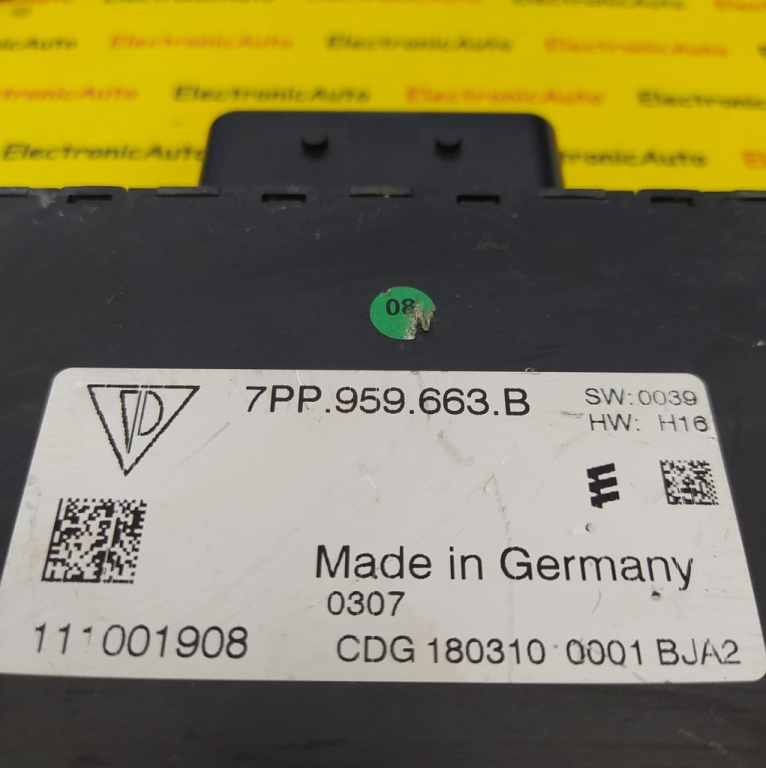 ElectronicAuto ElectronicAuto ElectronicAuto
ElectronicAuto ElectronicAuto ElectronicAuto
ElectronicAuto ElectronicAuto
08
7PP.959.663.B
SW:0039
HW: H16
Made in Germany
0307
111001908
CDG 180310 0001 BJA2